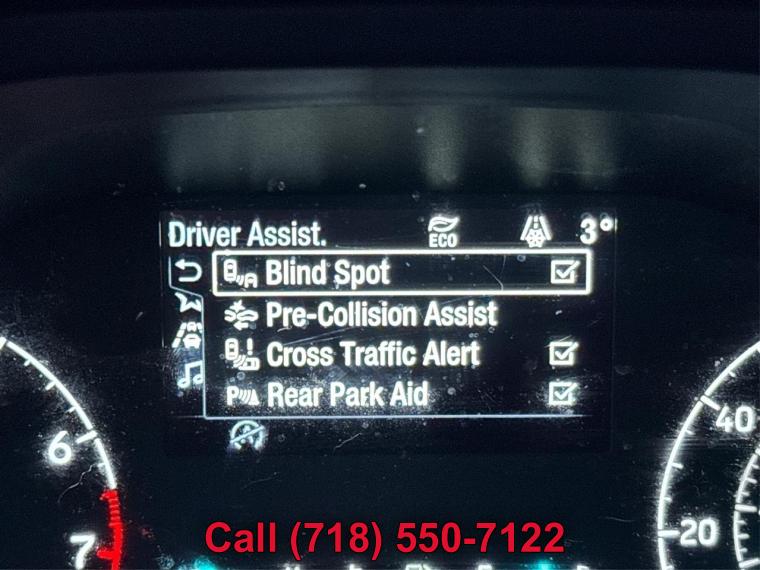 Driver Assist.
ECO
3°
Blind Spot
Pre-Collision Assist
Cross Traffic Alert
P Rear Park Aid
6
7
40
20
Call (718) 550-7122